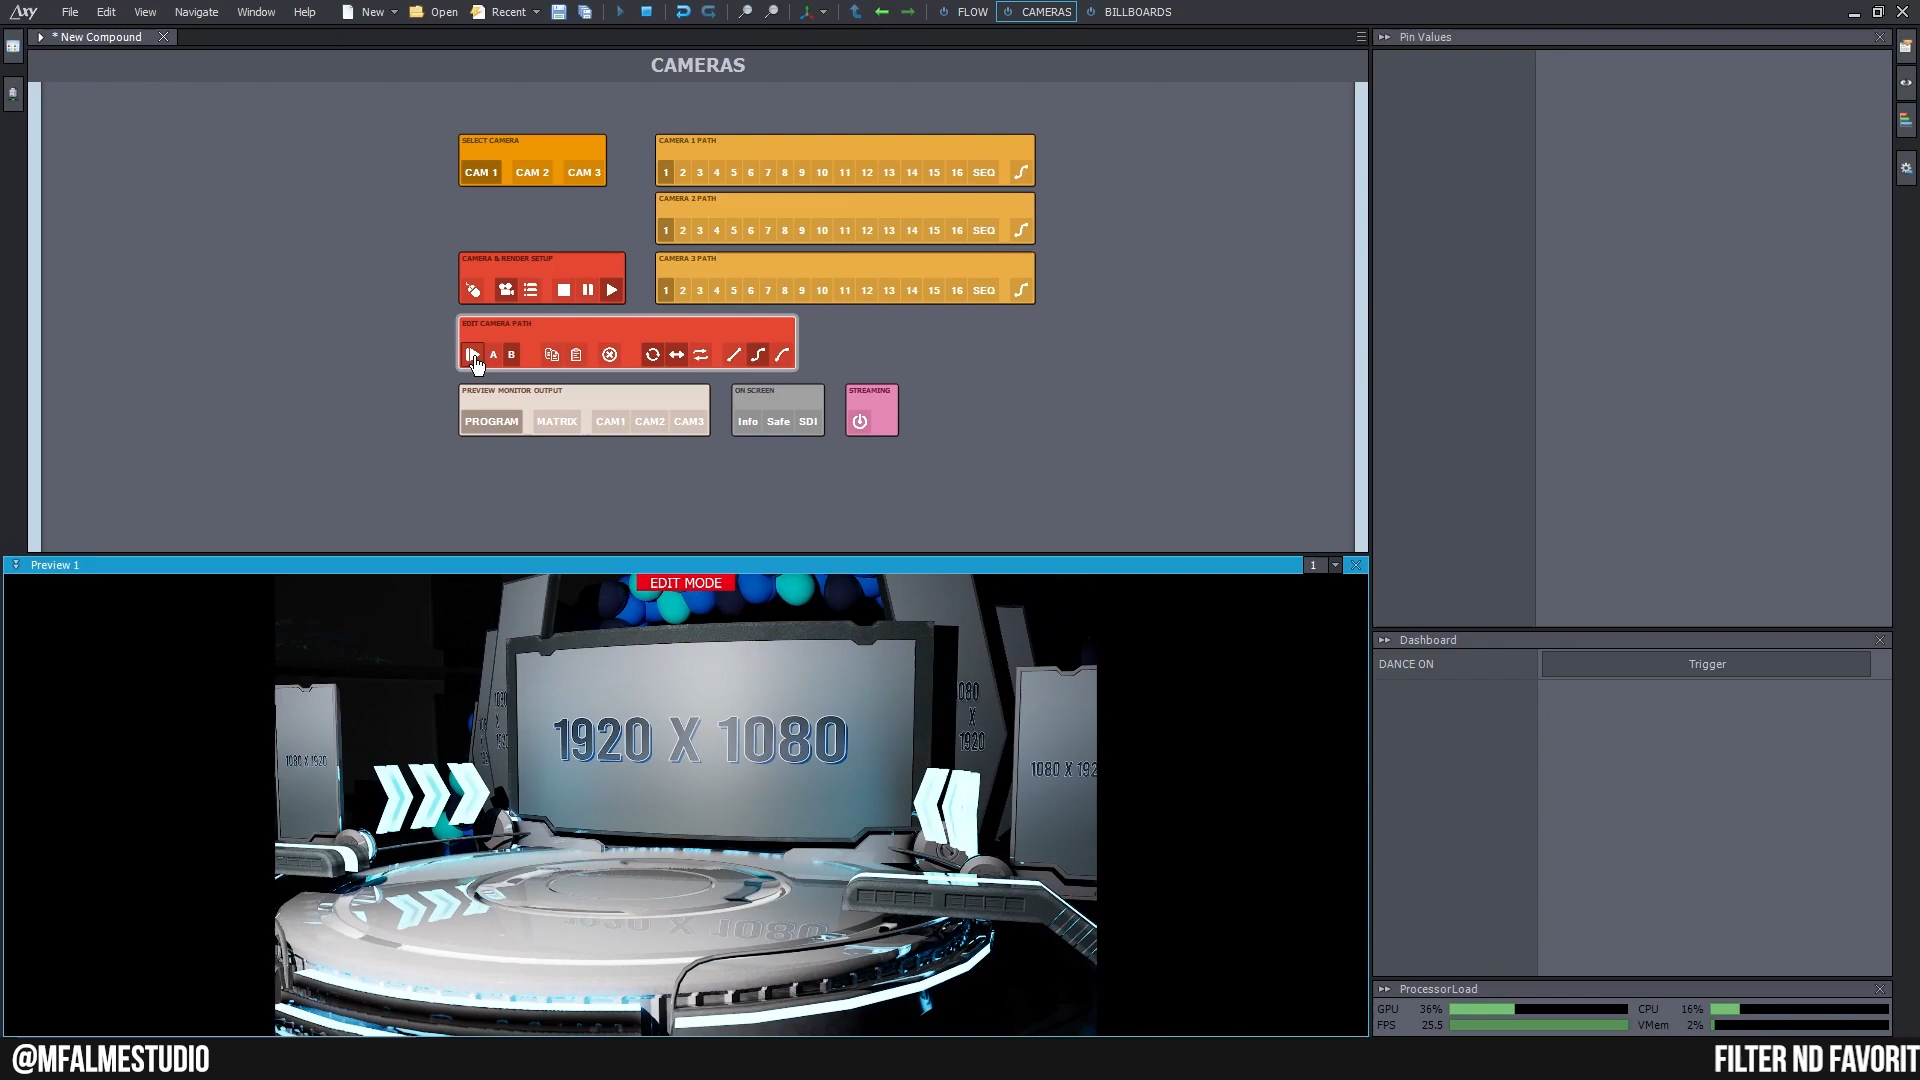 Axy File Edit View Navigate Window Help New Open Recent FLOW CAMERAS BILLBOARDS
* New Compound
Pin Values
CAMERAS
SELECT CAMERA
CAM 1 CAM 2 CAM 3
CAMERA 1 PATH
1 2 3 4 5 6 7 8 9 10 11 12 13 14 15 16 SEQ
CAMERA 2 PATH
1 2 3 4 5 6 7 8 9 10 11 12 13 14 15 16 SEQ
CAMERA & RENDER SETUP
CAMERA 3 PATH
1 2 3 4 5 6 7 8 9 10 11 12 13 14 15 16 SEQ
EDIT CAMERA PATH
A B
PREVIEW MONITOR OUTPUT
PROGRAM MATRIX CAM1 CAM2 CAM3
ON SCREEN
Info Safe SDI
STREAMING
Preview 1
1
EDIT MODE
1920 X 1080
1080 X 1920
1080
X
1920
1080 X 192
Dashboard
DANCE ON Trigger
ProcessorLoad
GPU 36% CPU 16%
FPS 25.5 VMem 2%
@MFALMESTUDIO
FILTER ND FAVORIT